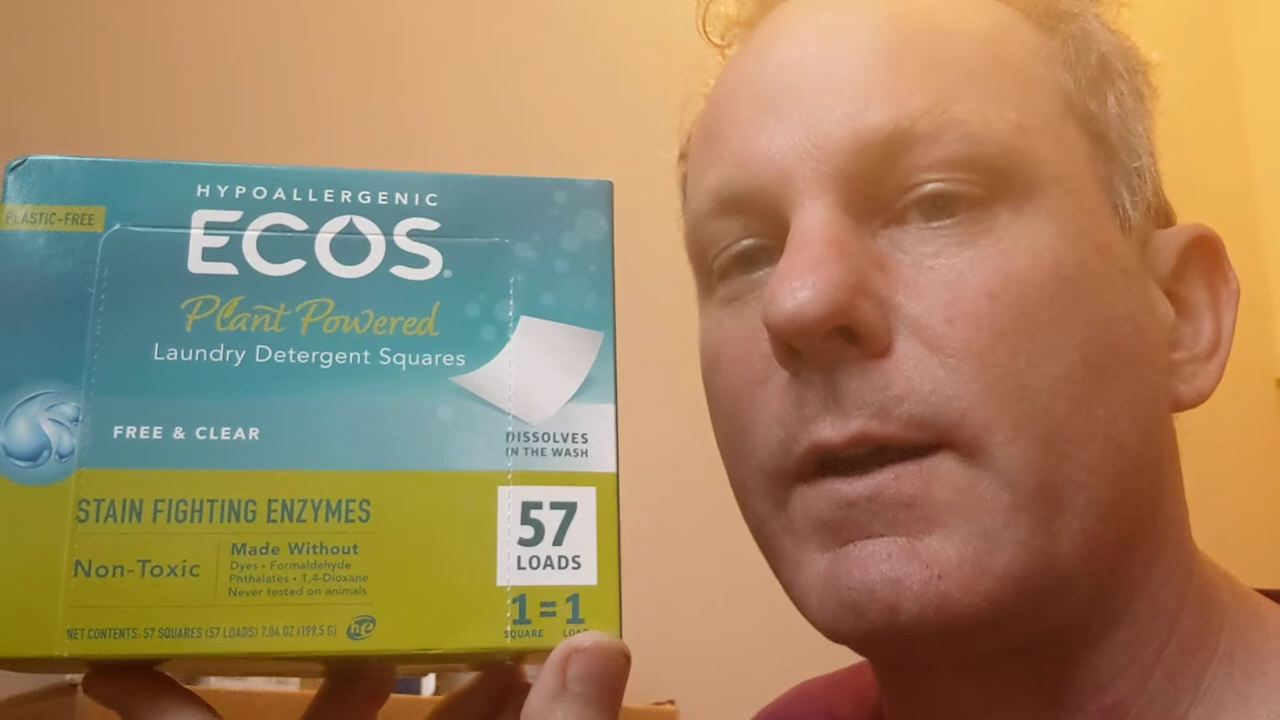 HYPOALLERGENIC
PLASTIC-FREE
ECOS®
Plant Powered
Laundry Detergent Squares
FREE & CLEAR
DISSOLVES
IN THE WASH
STAIN FIGHTING ENZYMES
57
LOADS
Non-Toxic
Made Without
Dyes • Formaldehyde
Phthalates • 1,4-Dioxane
Never tested on animals
1=1
SQUARE LOAD
NET CONTENTS: 57 SQUARES (57 LOADS) 7.04 OZ (199.5 G)
he